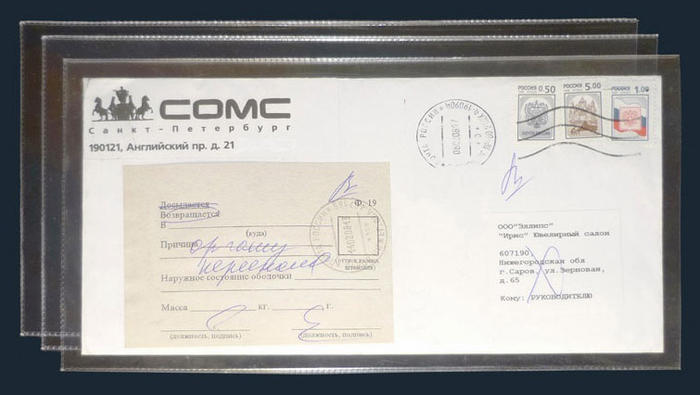 СОМС
Санкт-Петербург
190121, Английский пр. д. 21
РОССИЯ 0.50
РОССИЯ 5.00
РОССИЯ 1.00
Досылается
Возвращается
Ф. 19
В
(куда)
Причина
Наружное состояние оболочки
Масса кг. г.
(должность, подпись)
(должность, подпись)
ООО"Эллипс"
"Ирис" Ювелирный салон
607190
Нижегородская обл
г.Саров, ул.Зерновая,
д.65
Кому: РУКОВОДИТЕЛЮ